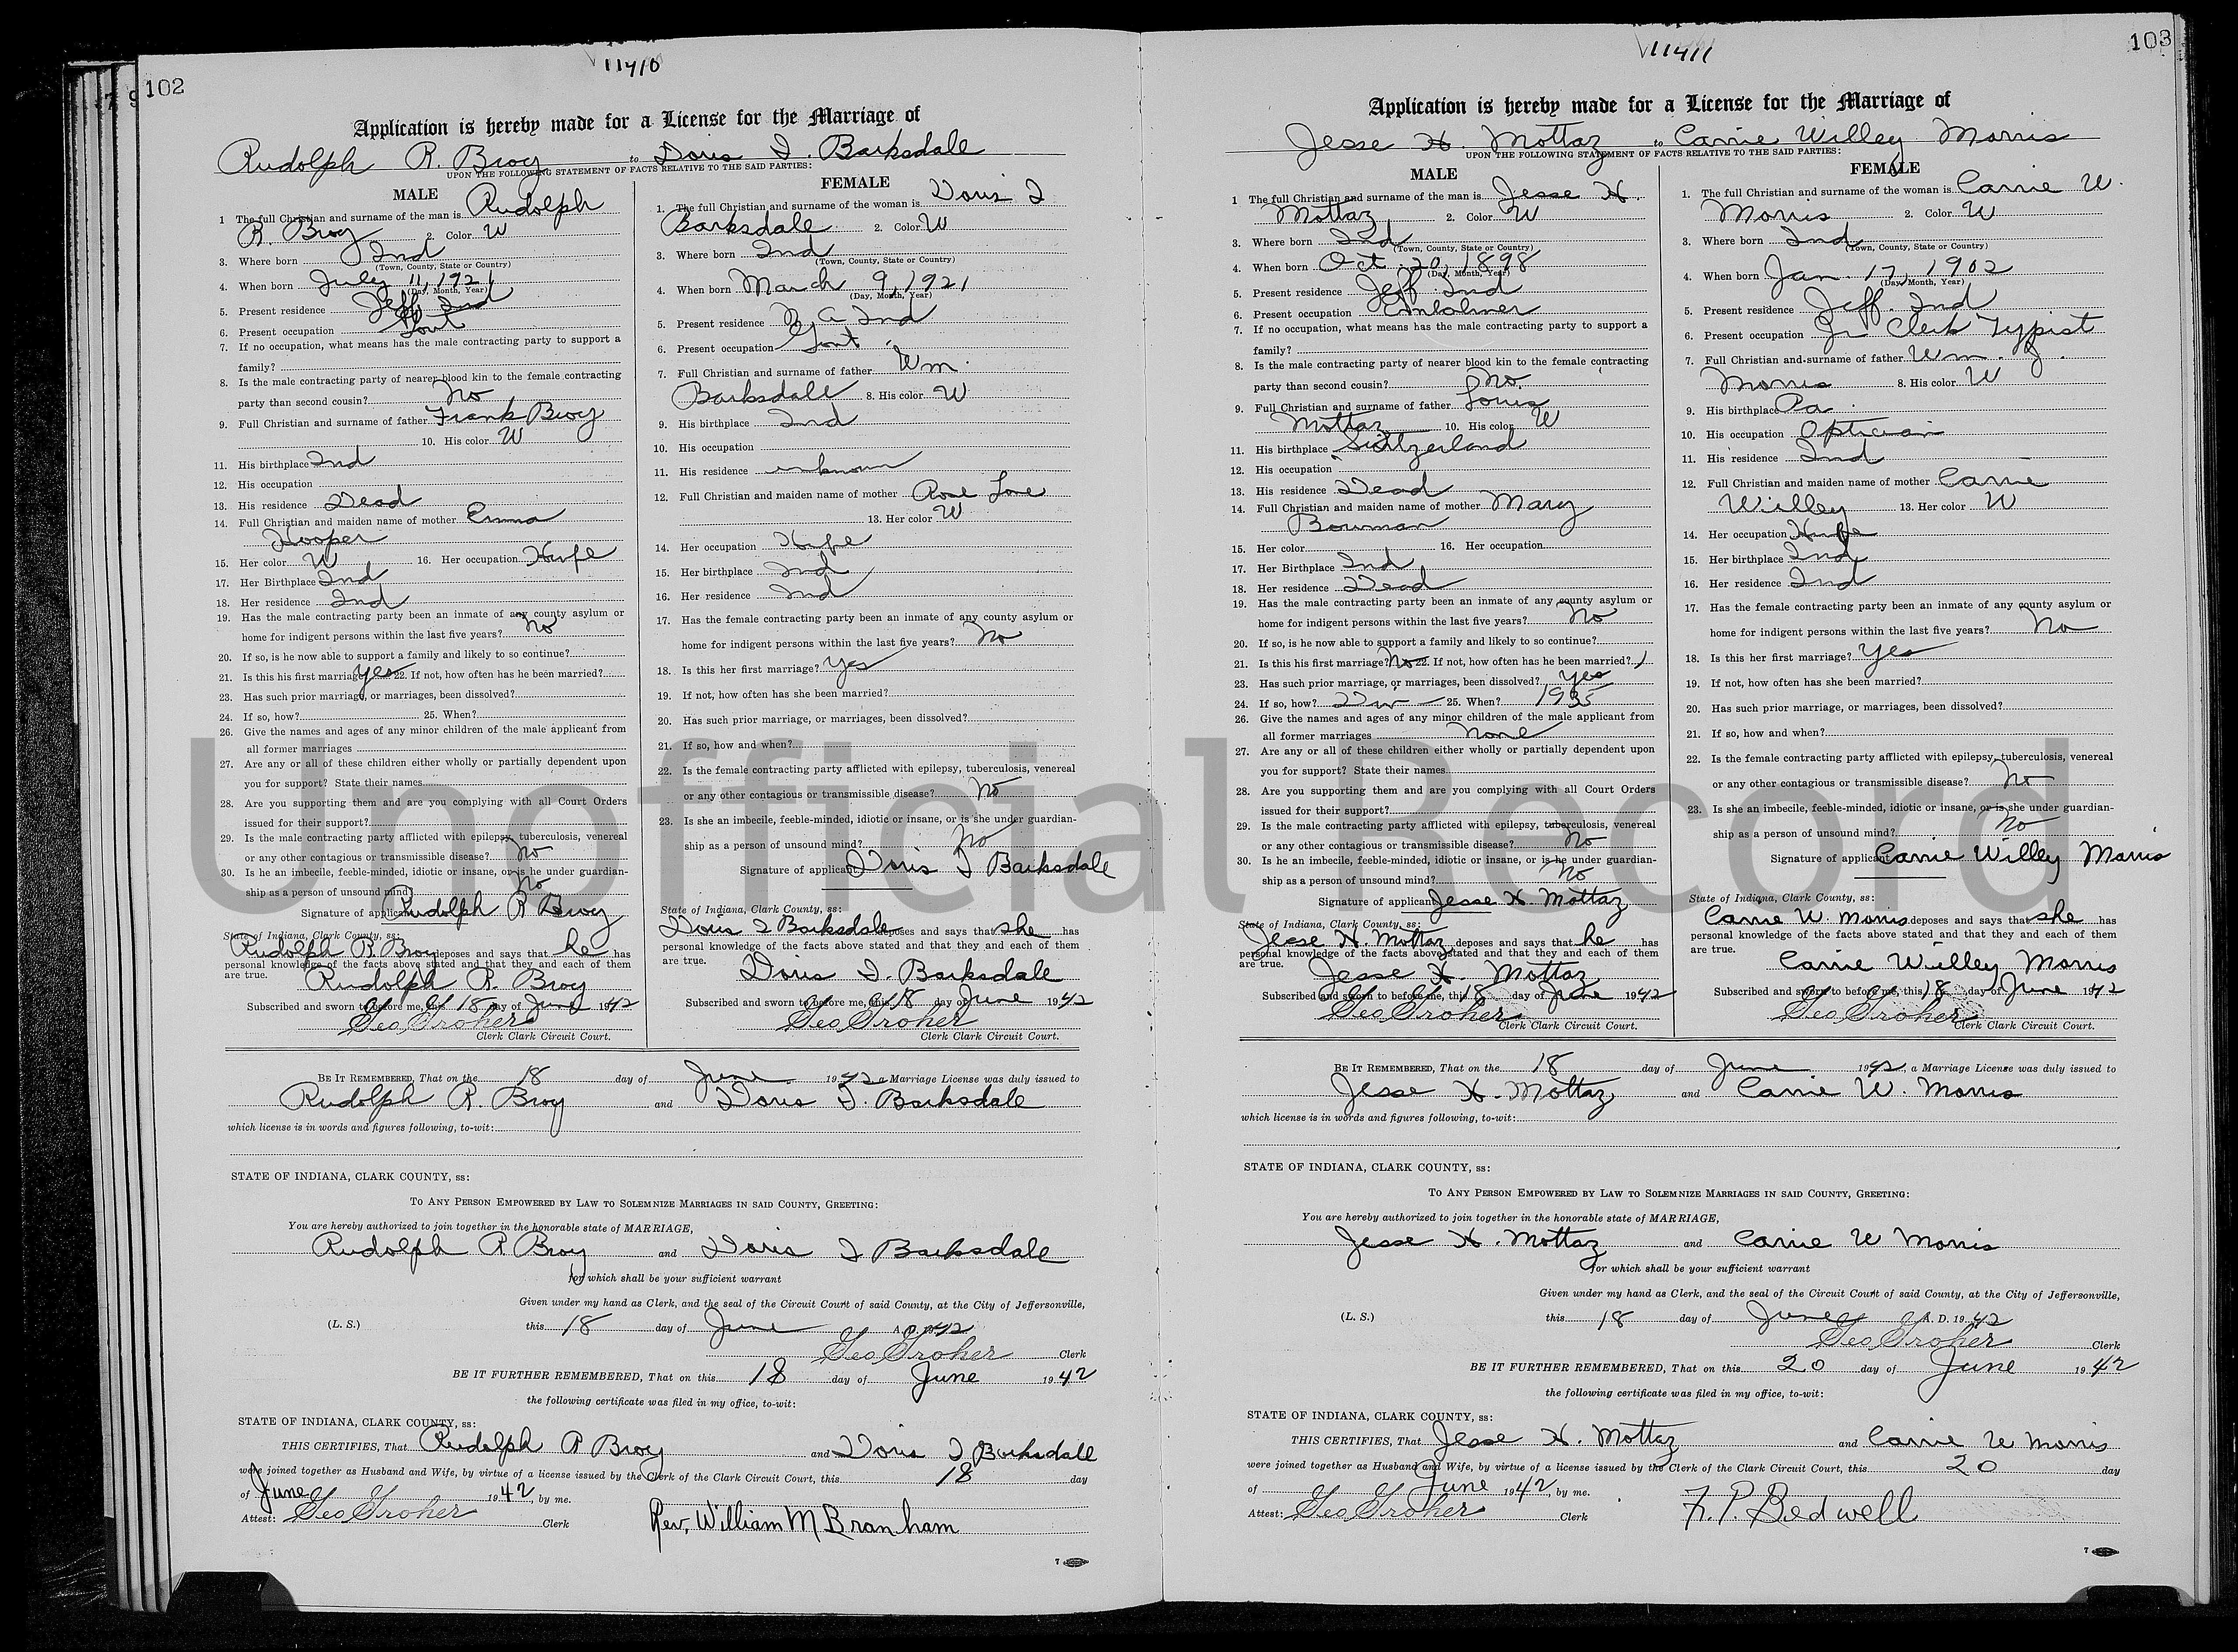 102
11410
Application is hereby made for a License for the Marriage of
Rudolph R. Broy to Doris I. Barksdale
UPON THE FOLLOWING STATEMENT OF FACTS RELATIVE TO THE SAID PARTIES:
MALE
1 The full Christian and surname of the man is Rudolph
R. Broy 2. Color W
3. Where born Ind
(Town, County, State or Country)
4. When born July 11, 1921
(Day, Month, Year)
5. Present residence Jeff Ind
6. Present occupation Govt
7. If no occupation, what means has the male contracting party to support a
family?
8. Is the male contracting party of nearer blood kin to the female contracting
party than second cousin? No
9. Full Christian and surname of father Frank Broy
10. His color W
11. His birthplace Ind
12. His occupation
13. His residence Dead
14. Full Christian and maiden name of mother Emma
Hooper
15. Her color W 16. Her occupation Hwfe
17. Her Birthplace Ind
18. Her residence Ind
19. Has the male contracting party been an inmate of any county asylum or
home for indigent persons within the last five years? No
20. If so, is he now able to support a family and likely to so continue?
21. Is this his first marriage? yes 22. If not, how often has he been married?
23. Has such prior marriage, or marriages, been dissolved?
24. If so, how? 25. When?
26. Give the names and ages of any minor children of the male applicant from
all former marriages
27. Are any or all of these children either wholly or partially dependent upon
you for support? State their names
28. Are you supporting them and are you complying with all Court Orders
issued for their support?
29. Is the male contracting party afflicted with epilepsy, tuberculosis, venereal
or any other contagious or transmissible disease? No
30. Is he an imbecile, feeble-minded, idiotic or insane, or is he under guardian-
ship as a person of unsound mind? No
Signature of applicant Rudolph R Broy
State of Indiana, Clark County, ss:
Rudolph R. Broy deposes and says that he has
personal knowledge of the facts above stated and that they and each of them
are true.
Rudolph R. Broy
Subscribed and sworn to before me, this 18 day of June 1942
Geo Groher
Clerk Clark Circuit Court.
FEMALE
1. The full Christian and surname of the woman is Doris I
Barksdale 2. Color W
3. Where born Ind
(Town, County, State or Country)
4. When born March 9, 1921
(Day, Month, Year)
5. Present residence N A Ind
6. Present occupation Govt
7. Full Christian and surname of father Wm.
Barksdale 8. His color W
9. His birthplace Ind
10. His occupation
11. His residence unknown
12. Full Christian and maiden name of mother Rose Love
13. Her color W
14. Her occupation Hwfe
15. Her birthplace Ind
16. Her residence Ind
17. Has the female contracting party been an inmate of any county asylum or
home for indigent persons within the last five years? No
18. Is this her first marriage? yes
19. If not, how often has she been married?
20. Has such prior marriage, or marriages, been dissolved?
21. If so, how and when?
22. Is the female contracting party afflicted with epilepsy, tuberculosis, venereal
or any other contagious or transmissible disease? No
23. Is she an imbecile, feeble-minded, idiotic or insane, or is she under guardian-
ship as a person of unsound mind? No
Signature of applicant Doris I Barksdale
State of Indiana, Clark County, ss:
Doris I Barksdale deposes and says that she has
personal knowledge of the facts above stated and that they and each of them
are true.
Doris I. Barksdale
Subscribed and sworn to before me, this 18 day of June 1942
Geo Groher
Clerk Clark Circuit Court.
BE IT REMEMBERED, That on the 18 day of June 1942 a Marriage License was duly issued to
Rudolph R. Broy and Doris I. Barksdale
which license is in words and figures following, to-wit:
STATE OF INDIANA, CLARK COUNTY, ss:
TO ANY PERSON EMPOWERED BY LAW TO SOLEMNIZE MARRIAGES IN SAID COUNTY, GREETING:
You are hereby authorized to join together in the honorable state of MARRIAGE,
Rudolph R Broy and Doris I Barksdale
for which shall be your sufficient warrant
Given under my hand as Clerk, and the seal of the Circuit Court of said County, at the City of Jeffersonville,
(L. S.) this 18 day of June A. D. 1942
Geo Groher Clerk
BE IT FURTHER REMEMBERED, That on this 18 day of June 1942
the following certificate was filed in my office, to-wit:
STATE OF INDIANA, CLARK COUNTY, ss:
THIS CERTIFIES, That Rudolph R Broy and Doris I Barksdale
were joined together as Husband and Wife, by virtue of a license issued by the Clerk of the Clark Circuit Court, this 18 day
of June 1942, by me.
Attest: Geo Groher Clerk Rev. William M Branham
7
103
11411
Application is hereby made for a License for the Marriage of
Jesse H. Mottaz to Carrie Willey Morris
UPON THE FOLLOWING STATEMENT OF FACTS RELATIVE TO THE SAID PARTIES:
MALE
1 The full Christian and surname of the man is Jesse H.
Mottaz 2. Color W
3. Where born Ind
(Town, County, State or Country)
4. When born Oct. 20, 1898
(Day, Month, Year)
5. Present residence Jeff. Ind
6. Present occupation Embalmer
7. If no occupation, what means has the male contracting party to support a
family?
8. Is the male contracting party of nearer blood kin to the female contracting
party than second cousin? No.
9. Full Christian and surname of father Louis
Mottaz 10. His color W
11. His birthplace Switzerland
12. His occupation
13. His residence Dead
14. Full Christian and maiden name of mother Mary
Bowman
15. Her color 16. Her occupation
17. Her Birthplace Ind
18. Her residence Dead
19. Has the male contracting party been an inmate of any county asylum or
home for indigent persons within the last five years? No
20. If so, is he now able to support a family and likely to so continue?
21. Is this his first marriage? No 22. If not, how often has he been married? 1
23. Has such prior marriage, or marriages, been dissolved? yes
24. If so, how? Div 25. When? 1935
26. Give the names and ages of any minor children of the male applicant from
all former marriages None
27. Are any or all of these children either wholly or partially dependent upon
you for support? State their names
28. Are you supporting them and are you complying with all Court Orders
issued for their support?
29. Is the male contracting party afflicted with epilepsy, tuberculosis, venereal
or any other contagious or transmissible disease? No
30. Is he an imbecile, feeble-minded, idiotic or insane, or is he under guardian-
ship as a person of unsound mind? No
Signature of applicant Jesse H. Mottaz
State of Indiana, Clark County, ss:
Jesse H. Mottaz deposes and says that he has
personal knowledge of the facts above stated and that they and each of them
are true.
Jesse H. Mottaz
Subscribed and sworn to before me, this 18 day of June 1942
Geo Groher
Clerk Clark Circuit Court.
FEMALE
1. The full Christian and surname of the woman is Carrie W.
Morris 2. Color W
3. Where born Ind
(Town, County, State or Country)
4. When born Jan. 17, 1902
(Day, Month, Year)
5. Present residence Jeff. Ind
6. Present occupation Jr Clerk Typist
7. Full Christian and surname of father Wm. J.
Morris 8. His color W
9. His birthplace Pa.
10. His occupation Optician
11. His residence Ind
12. Full Christian and maiden name of mother Carrie
Willey 13. Her color W
14. Her occupation Hwfe
15. Her birthplace Ind
16. Her residence Ind
17. Has the female contracting party been an inmate of any county asylum or
home for indigent persons within the last five years? No
18. Is this her first marriage? Yes
19. If not, how often has she been married?
20. Has such prior marriage, or marriages, been dissolved?
21. If so, how and when?
22. Is the female contracting party afflicted with epilepsy, tuberculosis, venereal
or any other contagious or transmissible disease? No
23. Is she an imbecile, feeble-minded, idiotic or insane, or is she under guardian-
ship as a person of unsound mind? No
Signature of applicant Carrie Willey Morris
State of Indiana, Clark County, ss:
Carrie W. Morris deposes and says that she has
personal knowledge of the facts above stated and that they and each of them
are true.
Carrie Willey Morris
Subscribed and sworn to before me, this 18 day of June 1942
Geo Groher
Clerk Clark Circuit Court.
BE IT REMEMBERED, That on the 18 day of June 1942, a Marriage License was duly issued to
Jesse H. Mottaz and Carrie W. Morris
which license is in words and figures following, to-wit:
STATE OF INDIANA, CLARK COUNTY, ss:
TO ANY PERSON EMPOWERED BY LAW TO SOLEMNIZE MARRIAGES IN SAID COUNTY, GREETING:
You are hereby authorized to join together in the honorable state of MARRIAGE,
Jesse H. Mottaz and Carrie W Morris
for which shall be your sufficient warrant
Given under my hand as Clerk, and the seal of the Circuit Court of said County, at the City of Jeffersonville,
(L. S.) this 18 day of June A. D. 1942
Geo Groher Clerk
BE IT FURTHER REMEMBERED, That on this 20 day of June 1942
the following certificate was filed in my office, to-wit:
STATE OF INDIANA, CLARK COUNTY, ss:
THIS CERTIFIES, That Jesse H. Mottaz and Carrie W Morris
were joined together as Husband and Wife, by virtue of a license issued by the Clerk of the Clark Circuit Court, this 20 day
of June 1942, by me.
Attest: Geo Groher Clerk F. P. Bedwell
7
Unofficial Record